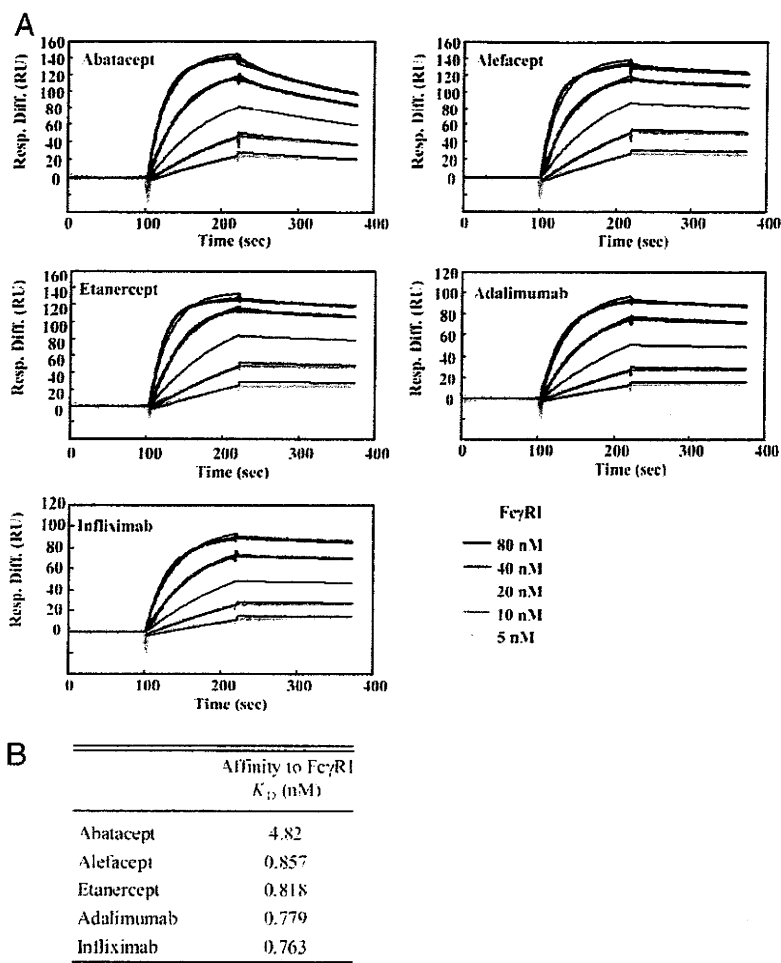 A
Abatacept
Resp. Diff. (RU)
160
140
120
100
80
60
40
20
0
0 100 200 300 400
Time (sec)
Alefacept
Resp. Diff. (RU)
160
140
120
100
80
60
40
20
0
0 100 200 300 400
Time (sec)
Etanercept
Resp. Diff. (RU)
160
140
120
100
80
60
40
20
0
0 100 200 300 400
Time (sec)
Adalimumab
Resp. Diff. (RU)
120
100
80
60
40
20
0
0 100 200 300 400
Time (sec)
Infliximab
Resp. Diff. (RU)
120
100
80
60
40
20
0
0 100 200 300 400
Time (sec)
FcγRI
80 nM
40 nM
20 nM
10 nM
5 nM
B
Affinity to FcγRI
K_D (nM)
Abatacept 4.82
Alefacept 0.857
Etanercept 0.818
Adalimumab 0.779
Infliximab 0.763